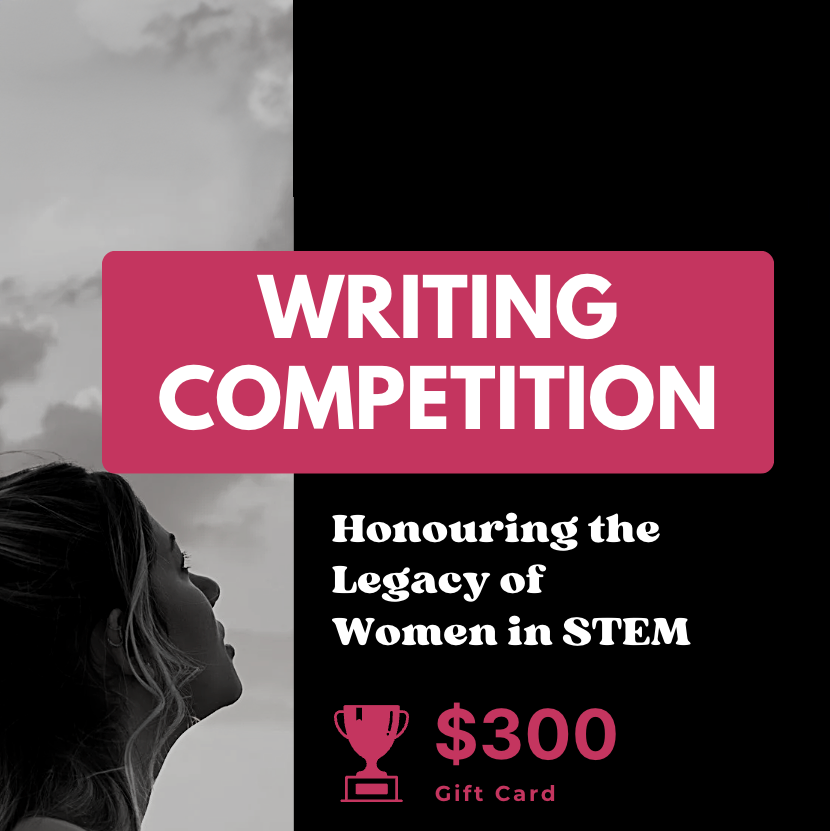 WRITING
COMPETITION
Honouring the
Legacy of
Women in STEM
$300
Gift Card